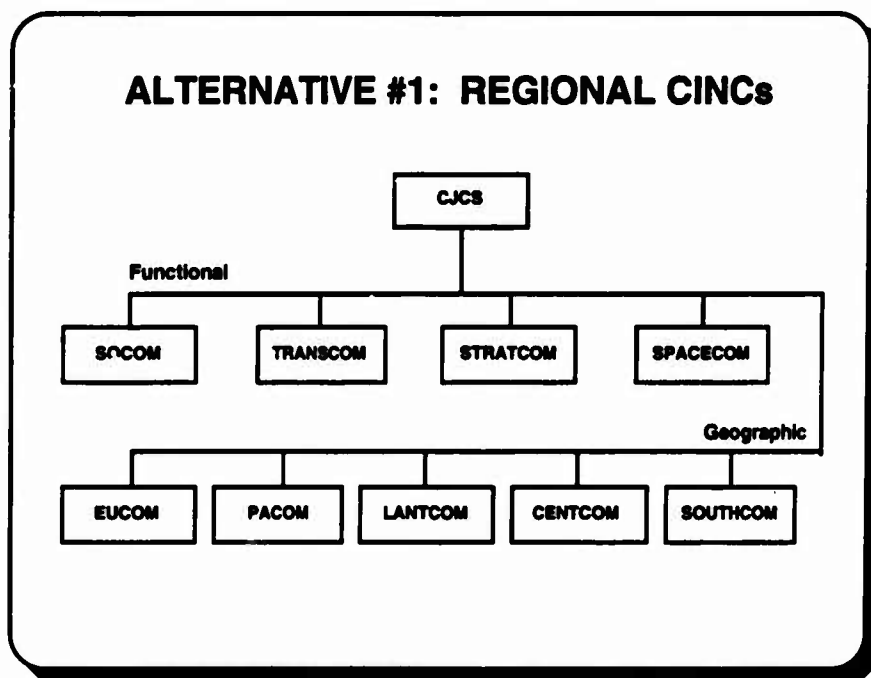 ALTERNATIVE #1: REGIONAL CINCs
CJCS
Functional
SOCOM
TRANSCOM
STRATCOM
SPACECOM
Geographic
EUCOM
PACOM
LANTCOM
CENTCOM
SOUTHCOM